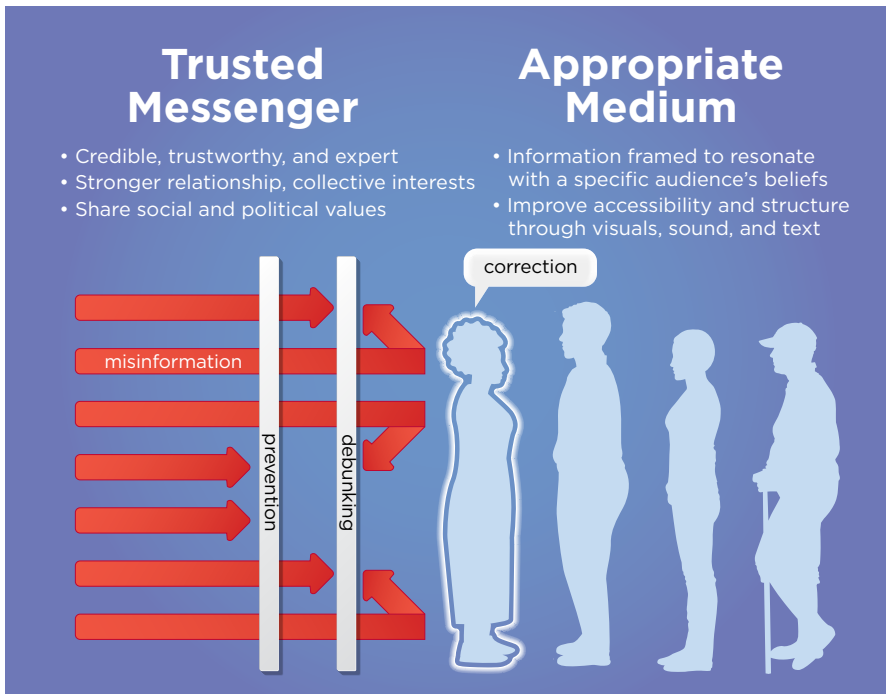 Trusted
Messenger
• Credible, trustworthy, and expert
• Stronger relationship, collective interests
• Share social and political values
Appropriate
Medium
• Information framed to resonate
with a specific audience’s beliefs
• Improve accessibility and structure
through visuals, sound, and text
correction
misinformation
prevention
debunking